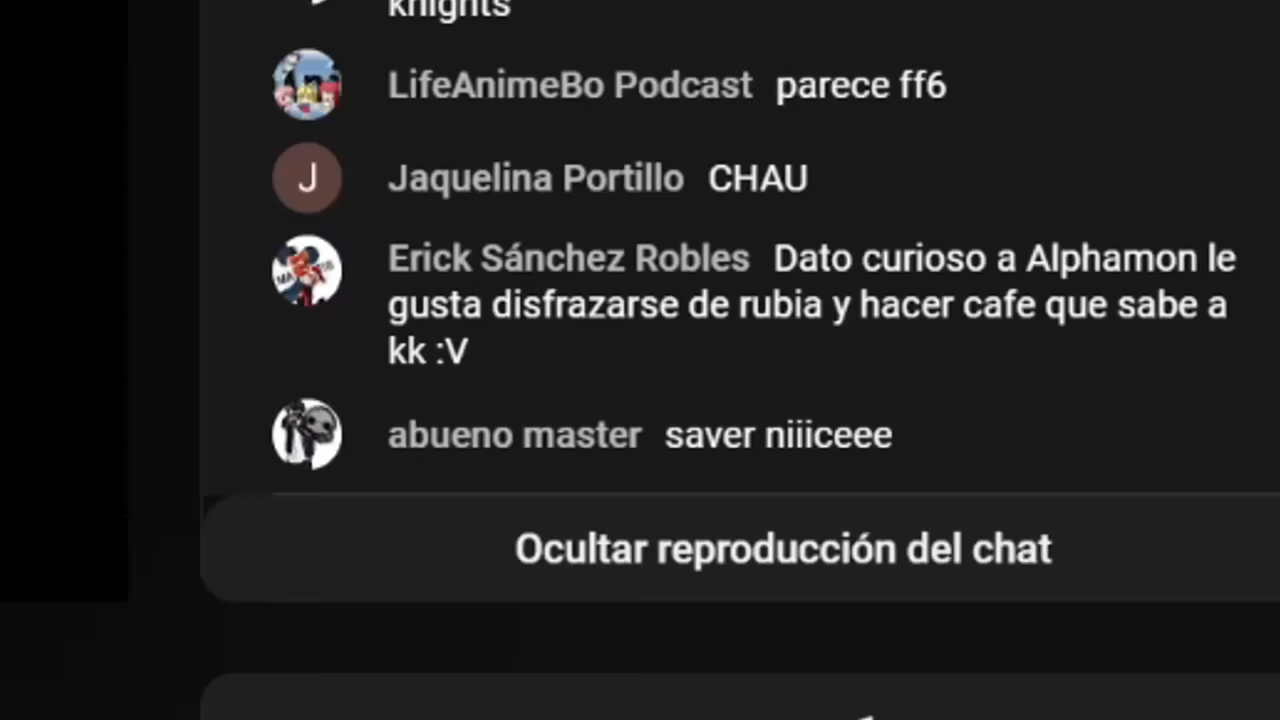 knights
LifeAnimeBo Podcast parece ff6
J
Jaquelina Portillo CHAU
Erick Sánchez Robles Dato curioso a Alphamon le
gusta disfrazarse de rubia y hacer cafe que sabe a
kk :V
abueno master saver niiiceee
Ocultar reproducción del chat